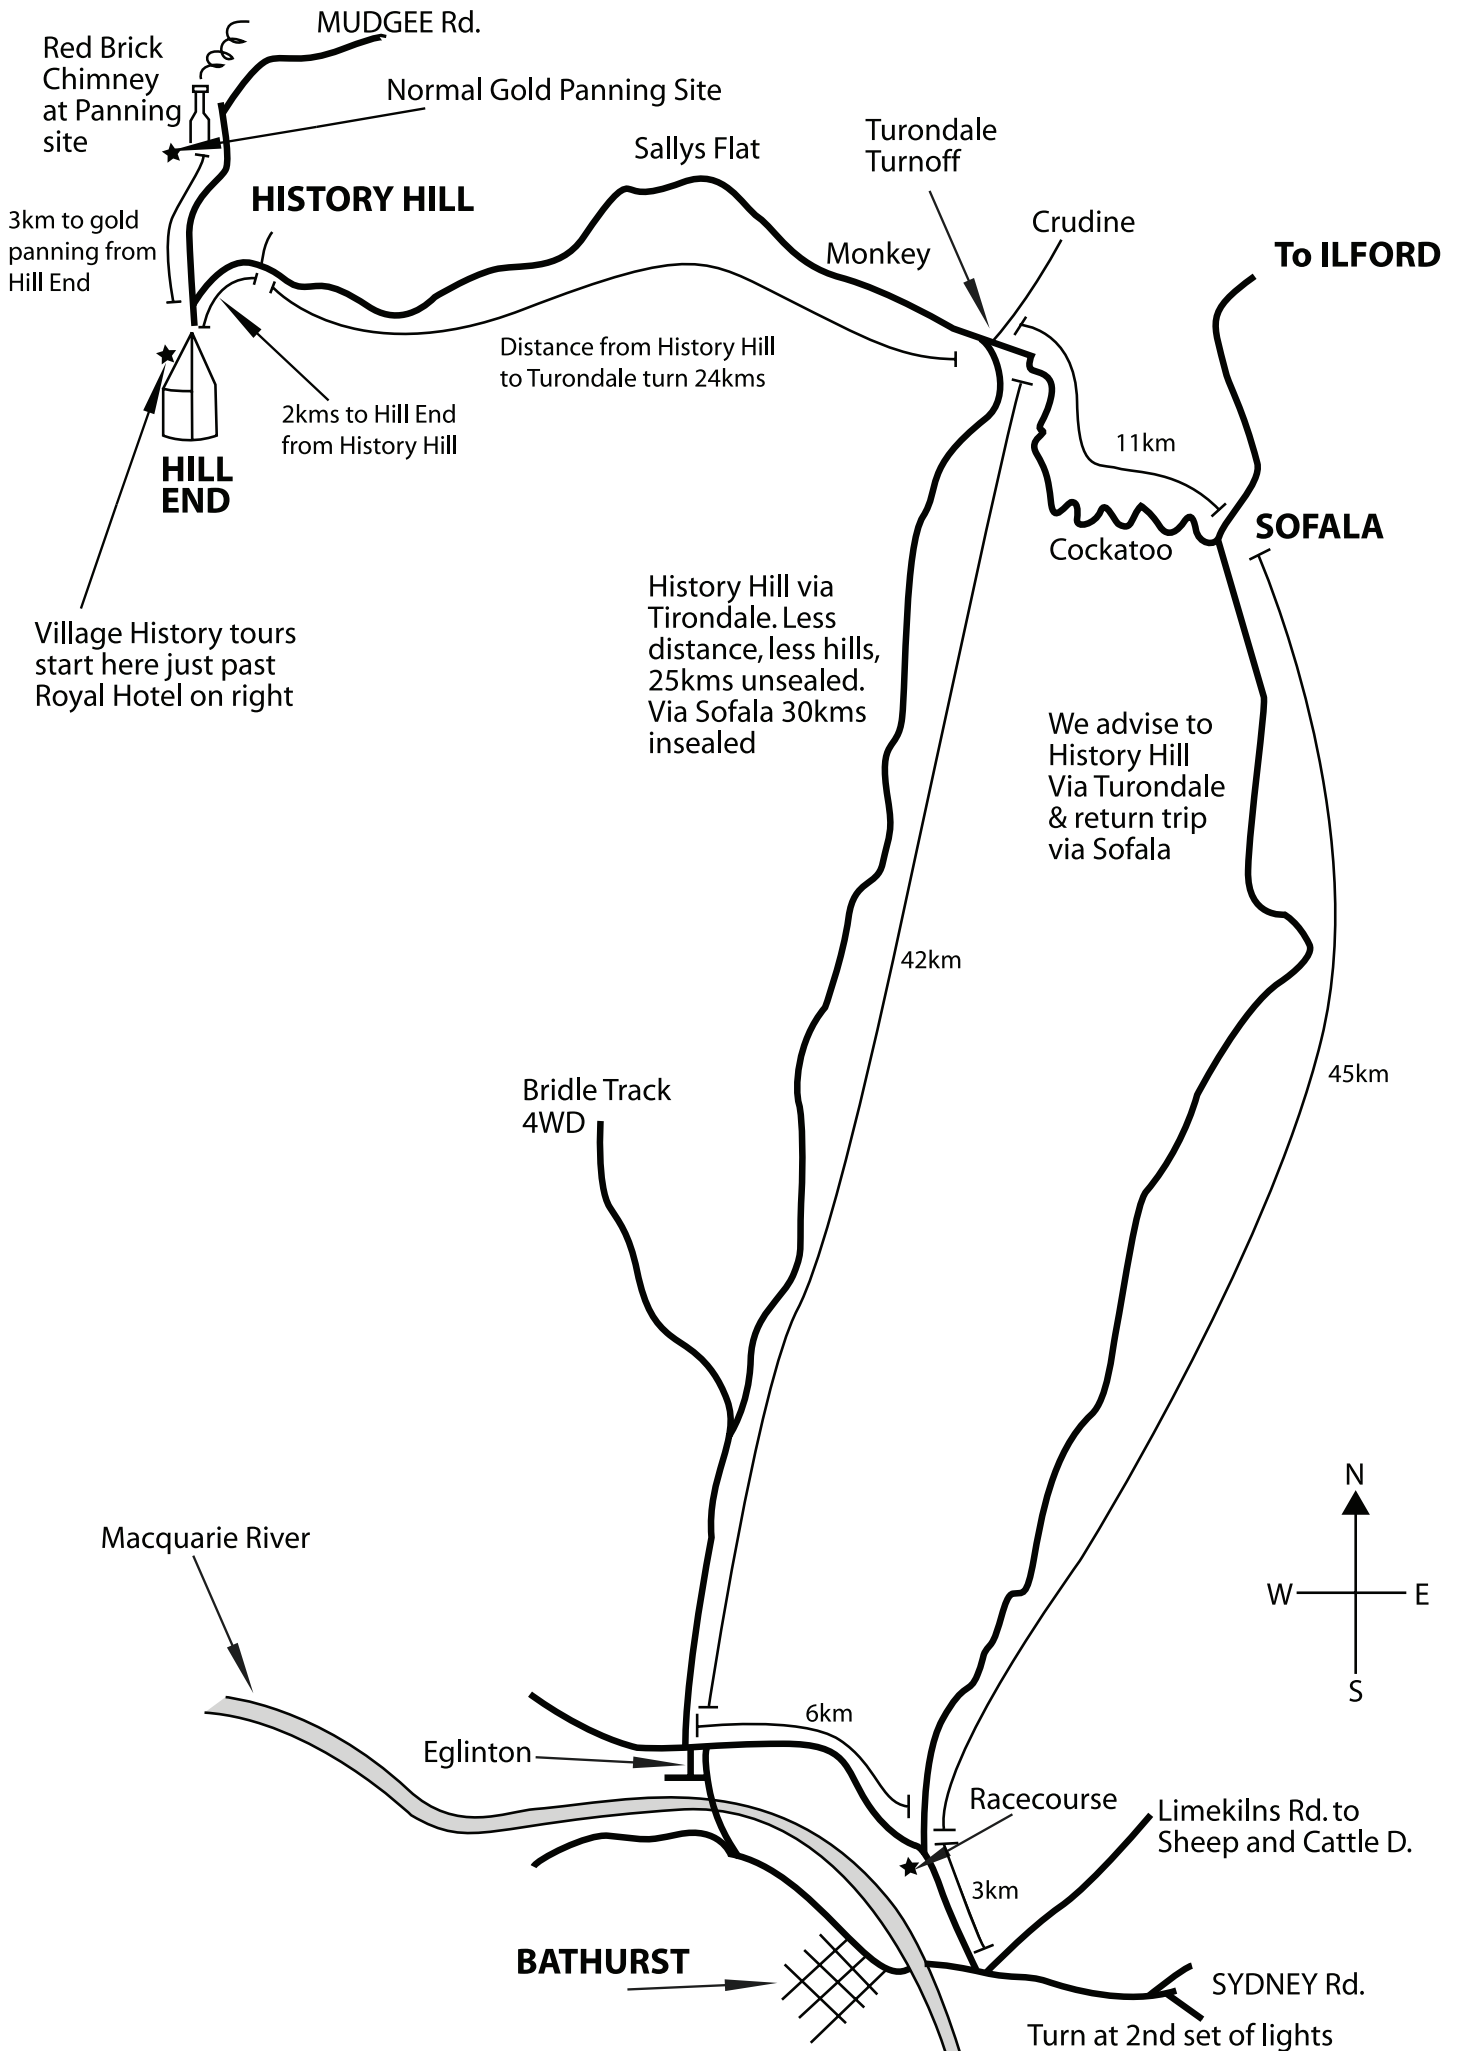 MUDGEE Rd.
Red Brick
Chimney
at Panning
site
Normal Gold Panning Site
Sallys Flat
Turondale
Turnoff
HISTORY HILL
3km to gold
panning from
Hill End
Crudine
Monkey
To ILFORD
Distance from History Hill
to Turondale turn 24kms
2kms to Hill End
from History Hill
11km
HILL
END
SOFALA
Cockatoo
History Hill via
Tirondale. Less
distance, less hills,
25kms unsealed.
Via Sofala 30kms
insealed
Village History tours
start here just past
Royal Hotel on right
We advise to
History Hill
Via Turondale
& return trip
via Sofala
42km
45km
Bridle Track
4WD
N
W
E
S
Macquarie River
6km
Eglinton
Racecourse
Limekilns Rd. to
Sheep and Cattle D.
3km
BATHURST
SYDNEY Rd.
Turn at 2nd set of lights